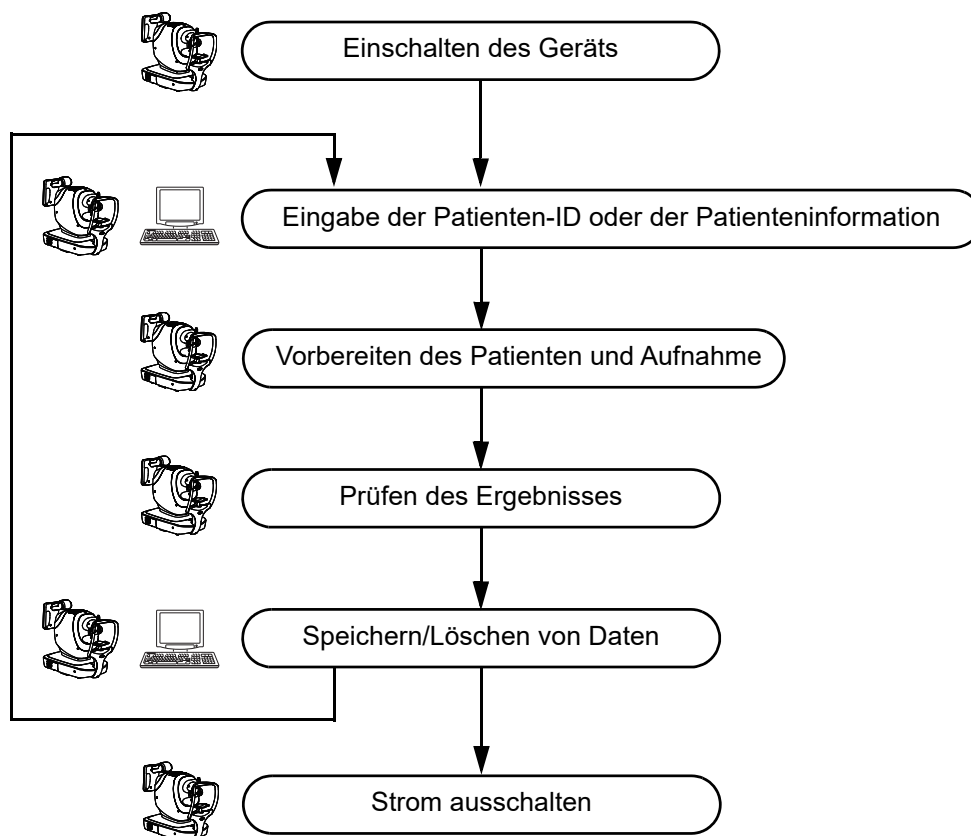 Einschalten des Geräts
Eingabe der Patienten-ID oder der Patienteninformation
Vorbereiten des Patienten und Aufnahme
Prüfen des Ergebnisses
Speichern/Löschen von Daten
Strom ausschalten